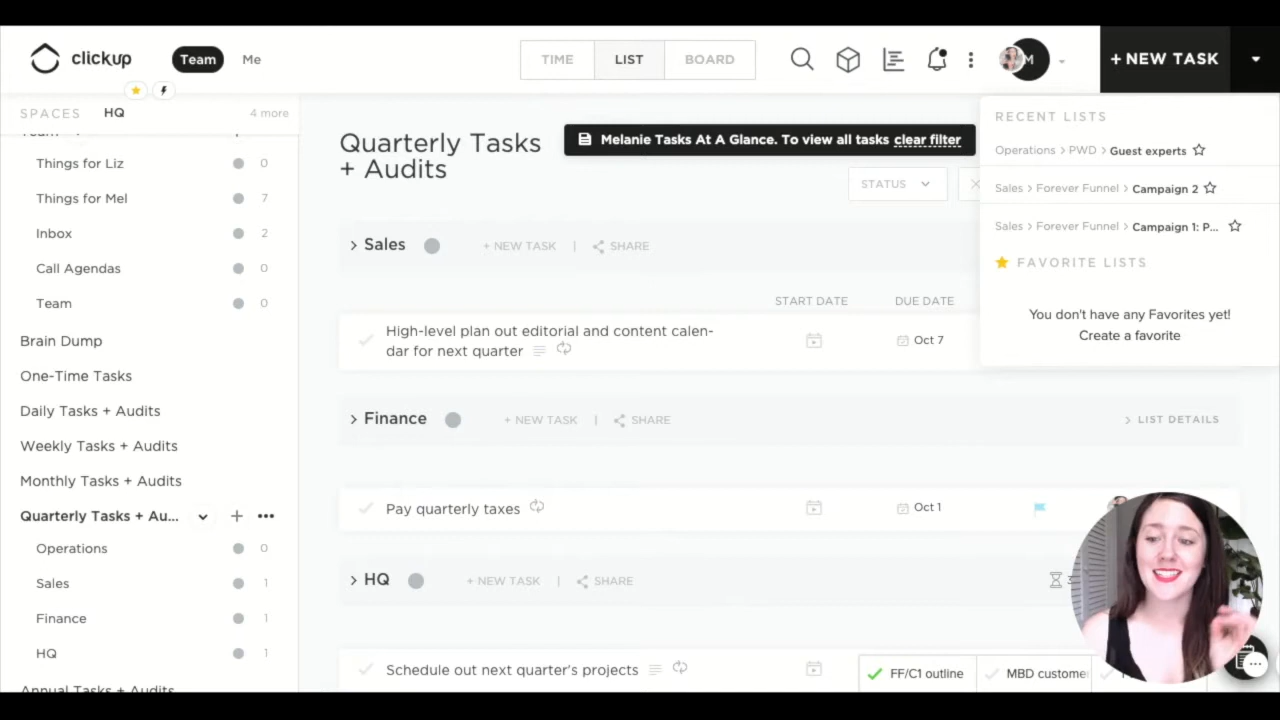 clickup
Team
Me
TIME
LIST
BOARD
M
+ NEW TASK
SPACES
HQ
4 more
Things for Liz
0
Things for Mel
7
Inbox
2
Call Agendas
0
Team
0
Brain Dump
One-Time Tasks
Daily Tasks + Audits
Weekly Tasks + Audits
Monthly Tasks + Audits
Quarterly Tasks + Au...
Operations
0
Sales
1
Finance
1
HQ
1
Annual Tasks + Audits
Quarterly Tasks
+ Audits
Melanie Tasks At A Glance. To view all tasks clear filter
STATUS
Sales
+ NEW TASK | SHARE
START DATE
DUE DATE
High-level plan out editorial and content calen-
dar for next quarter
Oct 7
Finance
+ NEW TASK | SHARE
LIST DETAILS
Pay quarterly taxes
Oct 1
HQ
+ NEW TASK | SHARE
Schedule out next quarter's projects
FF/C1 outline
MBD custome
RECENT LISTS
Operations > PWD > Guest experts
Sales > Forever Funnel > Campaign 2
Sales > Forever Funnel > Campaign 1: P...
FAVORITE LISTS
You don't have any Favorites yet!
Create a favorite